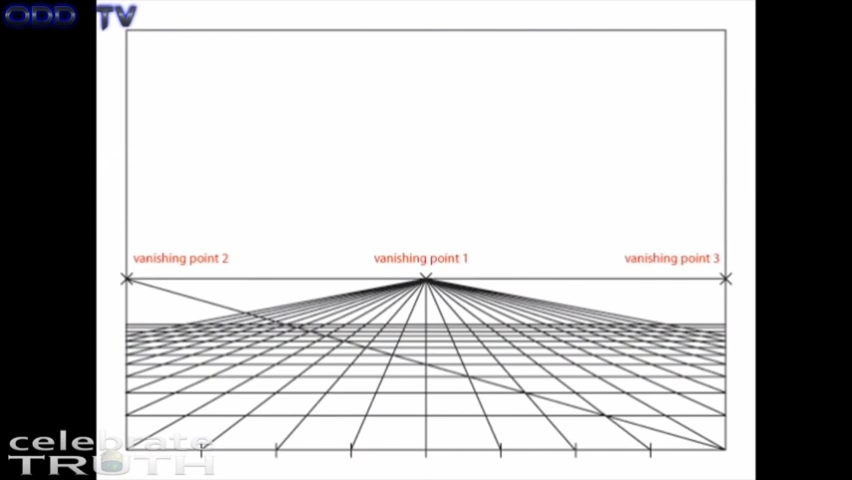 ODD TV
vanishing point 2 vanishing point 1 vanishing point 3
celebrate
TRUTH